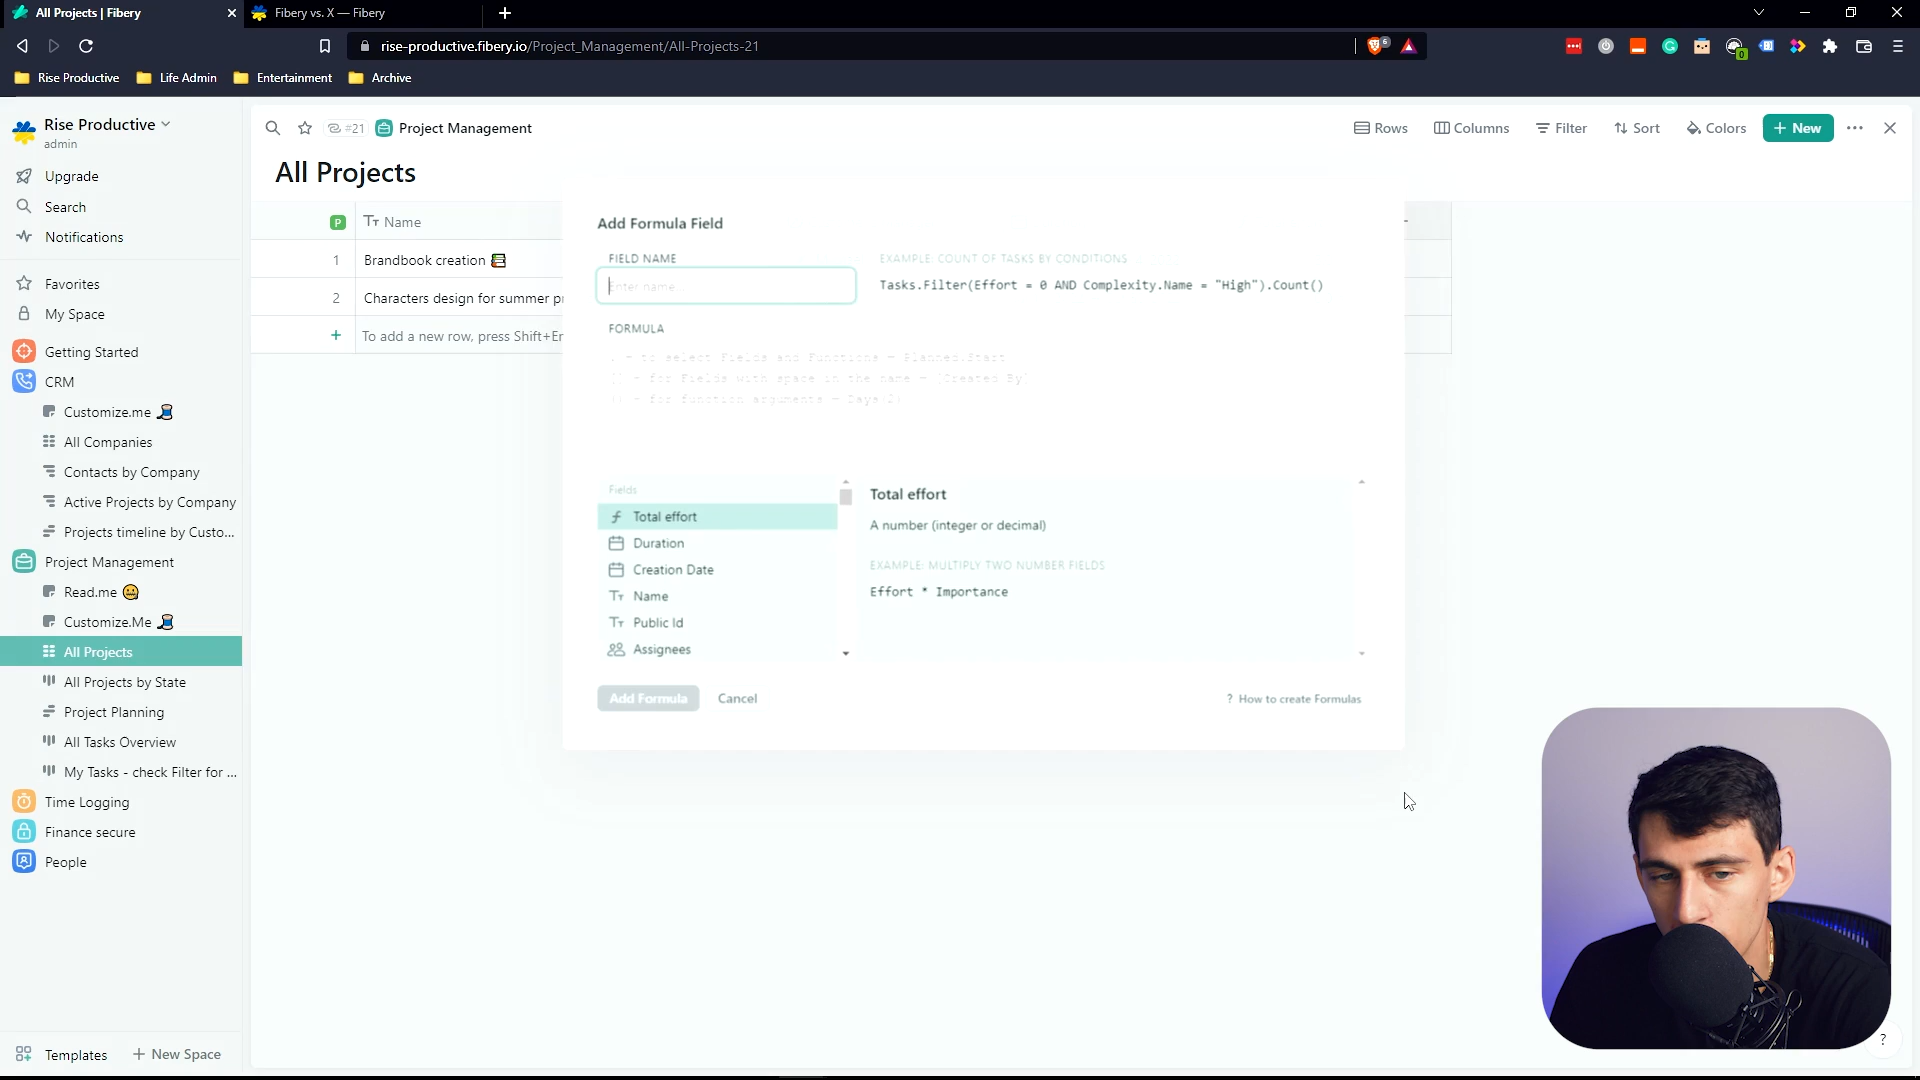 All Projects | Fibery
Fibery vs. X — Fibery
rise-productive.fibery.io/Project_Management/All-Projects-21
6
0
Rise Productive
Life Admin
Entertainment
Archive
Rise Productive
admin
Upgrade
Search
Notifications
Favorites
My Space
Getting Started
CRM
Customize.me
All Companies
Contacts by Company
Active Projects by Company
Projects timeline by Custo...
Project Management
Read.me
Customize.Me
All Projects
All Projects by State
Project Planning
All Tasks Overview
My Tasks - check Filter for ...
Time Logging
Finance secure
People
Templates
+ New Space
#21
Project Management
Rows
Columns
Filter
Sort
Colors
+ New
All Projects
P
Tт Name
1
Brandbook creation
2
Characters design for summer pr
+ To add a new row, press Shift+Er
Add Formula Field
FIELD NAME
Enter name...
EXAMPLE: COUNT OF TASKS BY CONDITIONS
Tasks.Filter(Effort = 0 AND Complexity.Name = "High").Count()
FORMULA
. - to select Fields and Functions — Planned.Start
[] - for Fields with space in the name — [Created By]
() - for function arguments — Days(2)
Fields
Total effort
Duration
Creation Date
Tт Name
Tт Public Id
Assignees
Total effort
A number (integer or decimal)
EXAMPLE: MULTIPLY TWO NUMBER FIELDS
Effort * Importance
Add Formula
Cancel
? How to create Formulas
?